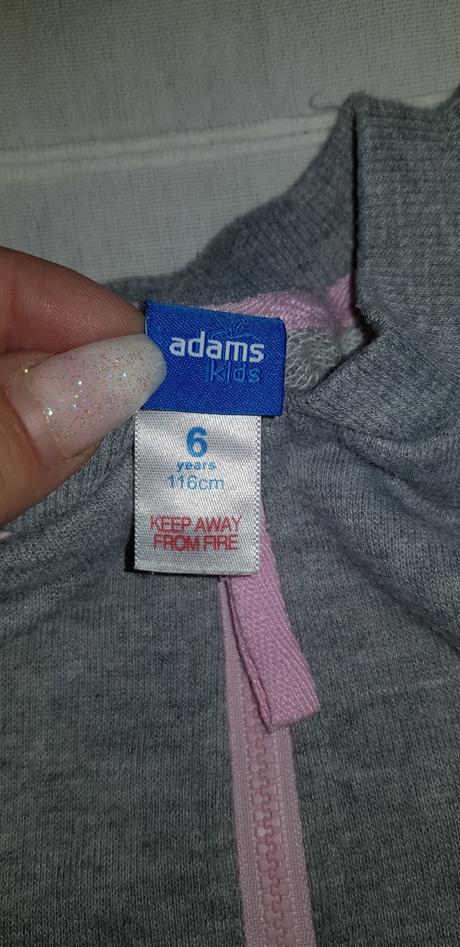 adams
kids
6
years
116cm
KEEP AWAY
FROM FIRE